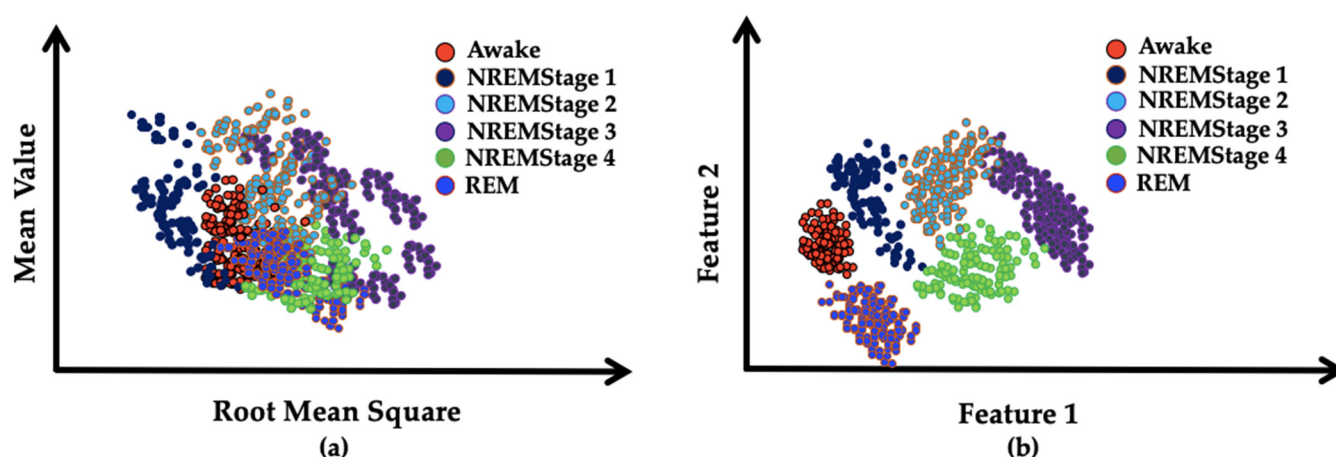 Awake
NREMStage 1
NREMStage 2
NREMStage 3
NREMStage 4
REM
Mean Value
Root Mean Square
(a)
Awake
NREMStage 1
NREMStage 2
NREMStage 3
NREMStage 4
REM
Feature 2
Feature 1
(b)